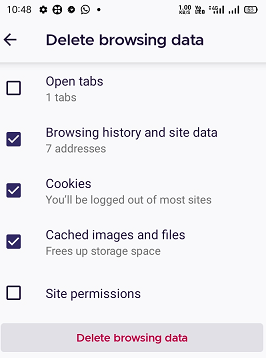 10:48
1.00 KB/S Vo LTE 4G 63
Delete browsing data
Open tabs
1 tabs
Browsing history and site data
7 addresses
Cookies
You'll be logged out of most sites
Cached images and files
Frees up storage space
Site permissions
Delete browsing data